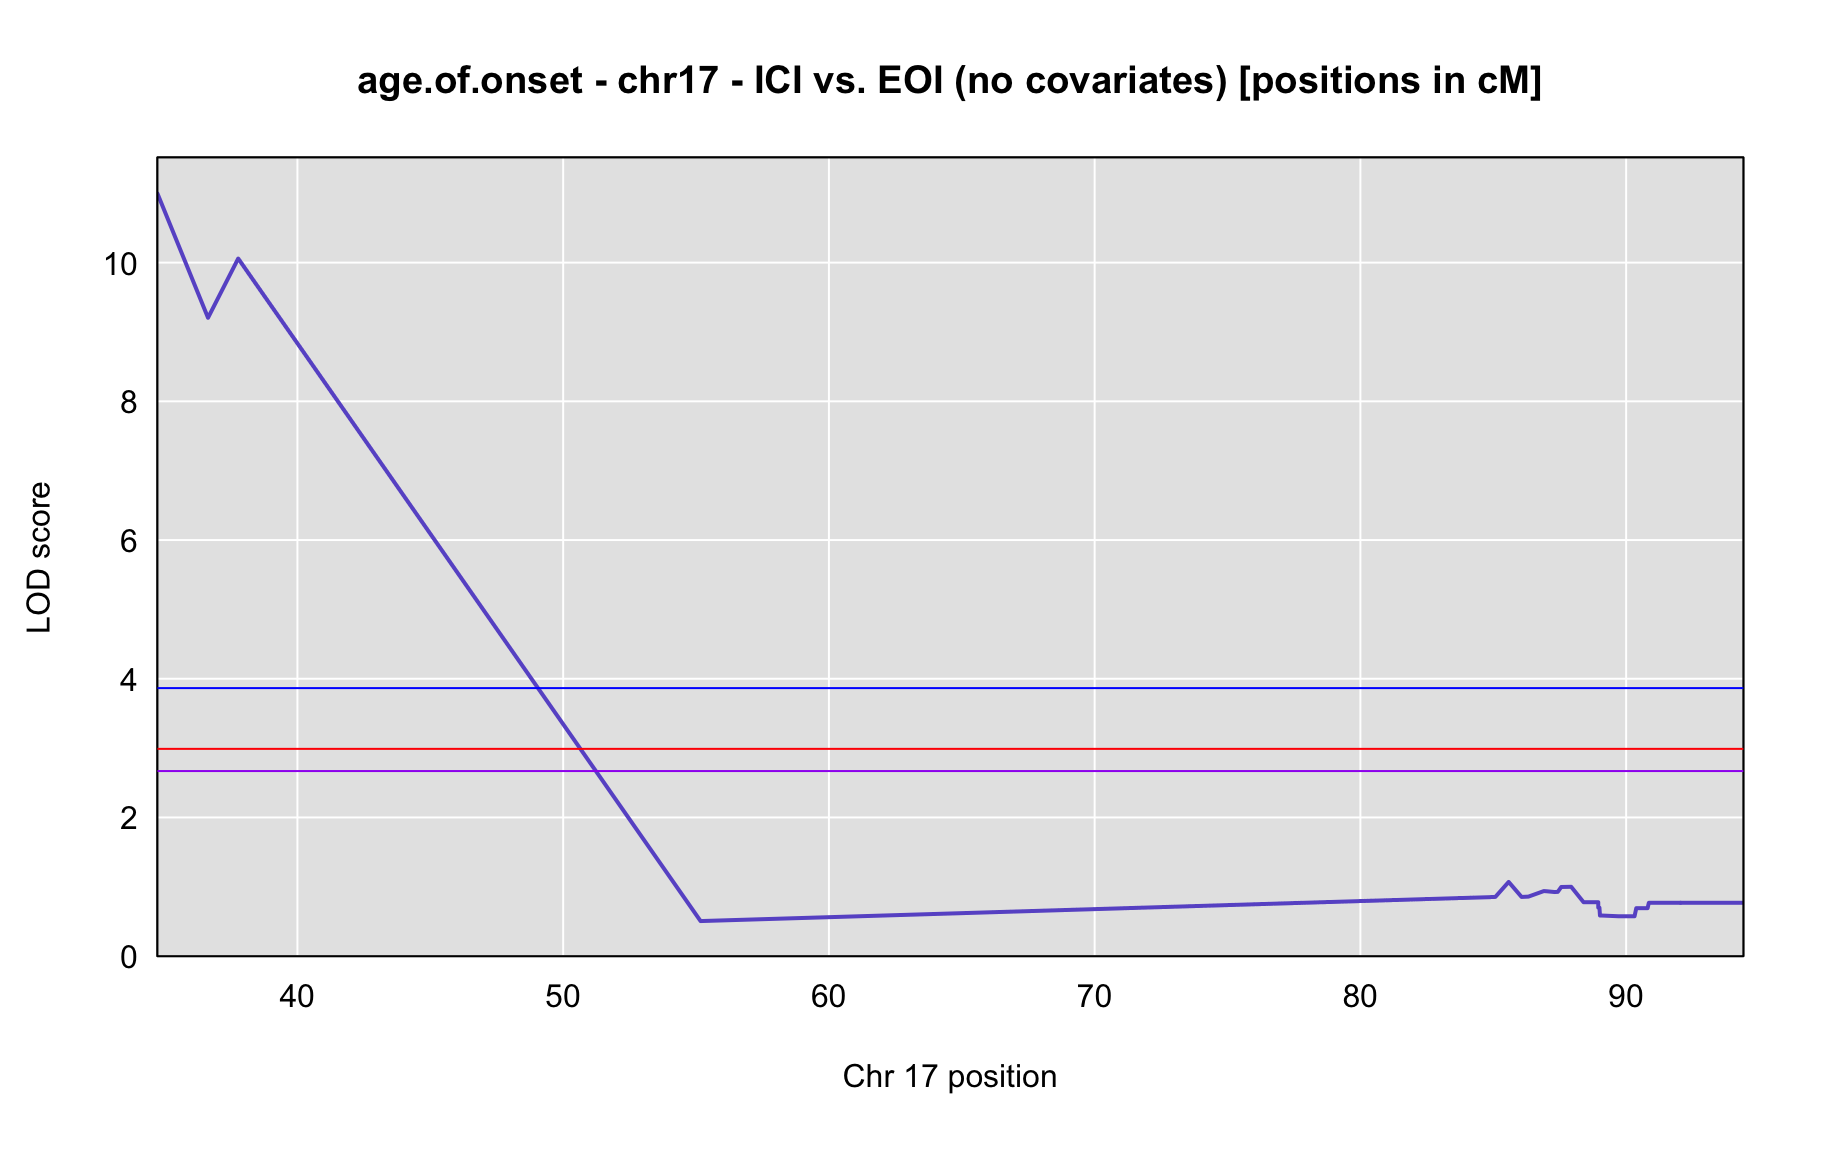 age.of.onset - chr17 - ICI vs. EOI (no covariates) [positions in cM]
10
8
6
4
2
0
LOD score
40 50 60 70 80 90
Chr 17 position